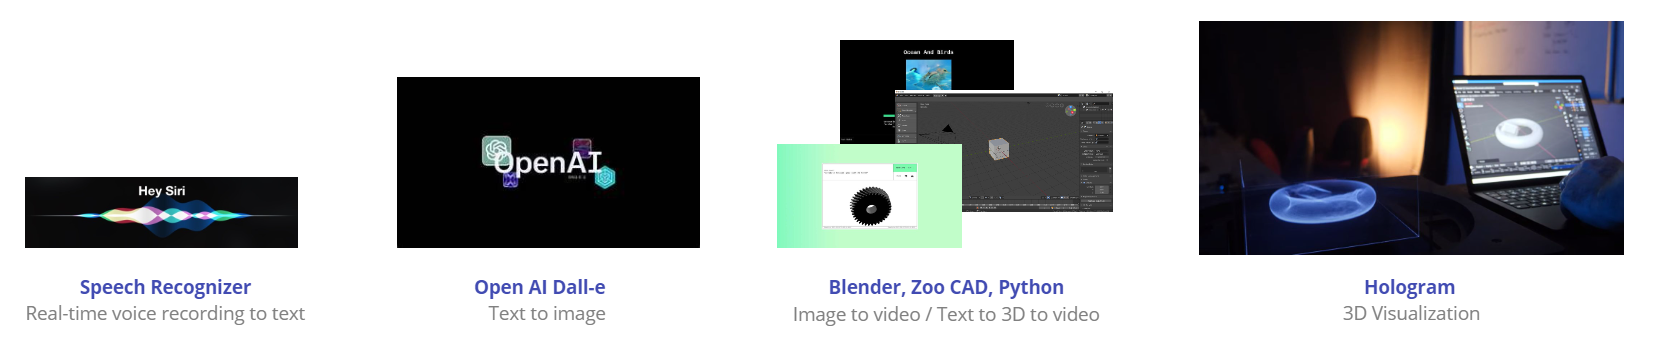 Hey Siri
OpenAI
Ocean And Birds
Speech Recognizer
Real-time voice recording to text
Open AI Dall-e
Text to image
Blender, Zoo CAD, Python
Image to video / Text to 3D to video
Hologram
3D Visualization